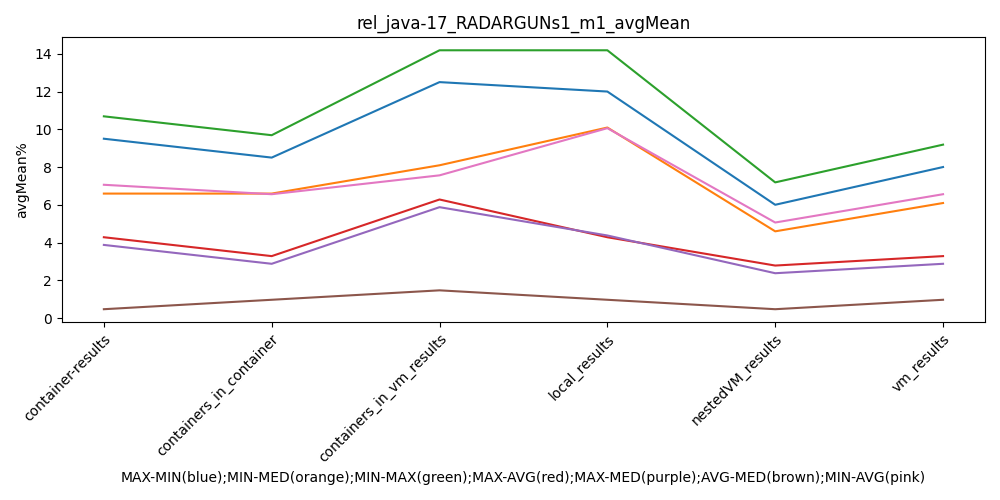 rel_java-17_RADARGUNs1_m1_avgMean
avgMean%
14
12
10
8
6
4
2
0
container-results
containers_in_container
containers_in_vm_results
local_results
nestedVM_results
vm_results
MAX-MIN(blue);MIN-MED(orange);MIN-MAX(green);MAX-AVG(red);MAX-MED(purple);AVG-MED(brown);MIN-AVG(pink)